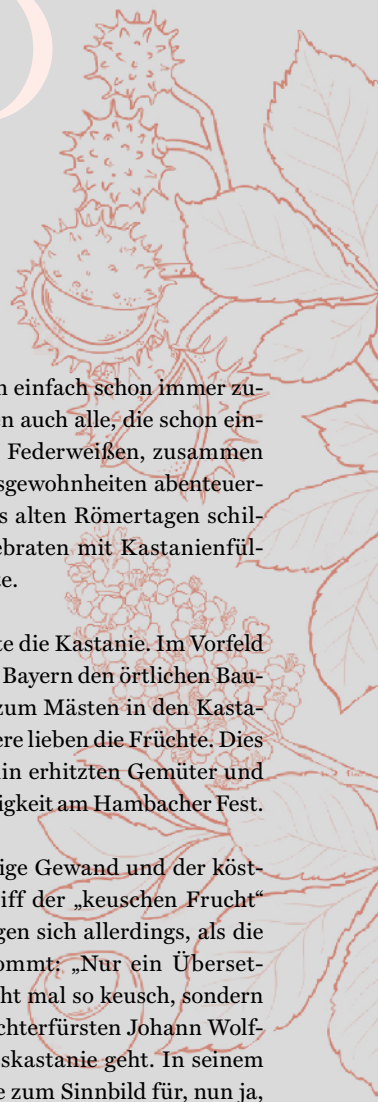 n einfach schon immer zu-
en auch alle, die schon ein-
Federweißen, zusammen
sgewohnheiten abenteuer-
s alten Römertagen schil-
ebraten mit Kastanienfül-
te.
te die Kastanie. Im Vorfeld
Bayern den örtlichen Bau-
zum Mästen in den Kasta-
ere lieben die Früchte. Dies
in erhitzten Gemüter und
igkeit am Hambacher Fest.
ige Gewand und der köst-
iff der „keuschen Frucht“
gen sich allerdings, als die
ommt: „Nur ein Überset-
ht mal so keusch, sondern
chterfürsten Johann Wolf-
skastanie geht. In seinem
e zum Sinnbild für, nun ja,